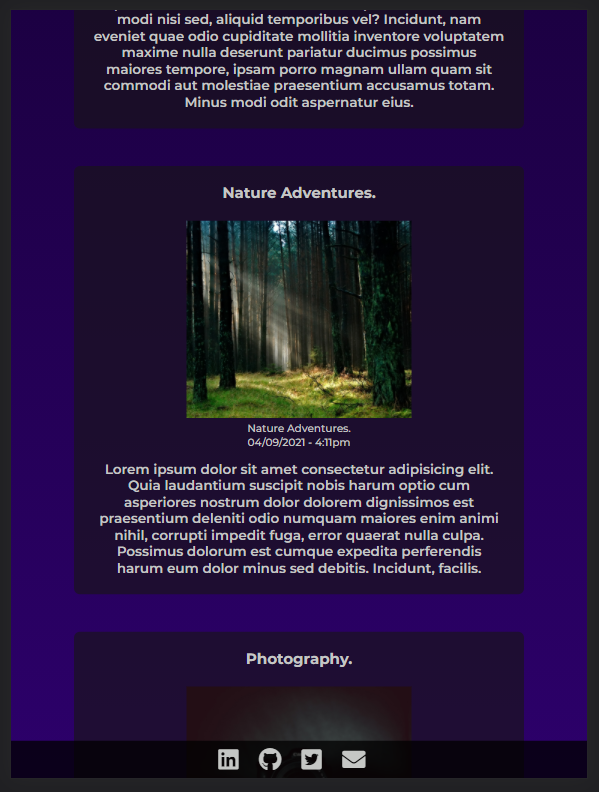 modi nisi sed, aliquid temporibus vel? Incidunt, nam
eveniet quae odio cupiditate mollitia inventore voluptatem
maxime nulla deserunt pariatur ducimus possimus
maiores tempore, ipsam porro magnam ullam quam sit
commodi aut molestiae praesentium accusamus totam.
Minus modi odit aspernatur eius.
Nature Adventures.
Nature Adventures.
04/09/2021 - 4:11pm
Lorem ipsum dolor sit amet consectetur adipisicing elit.
Quia laudantium suscipit nobis harum optio cum
asperiores nostrum dolor dolorem dignissimos est
praesentium deleniti odio numquam maiores enim animi
nihil, corrupti impedit fuga, error quaerat nulla culpa.
Possimus dolorum est cumque expedita perferendis
harum eum dolor minus sed debitis. Incidunt, facilis.
Photography.
in